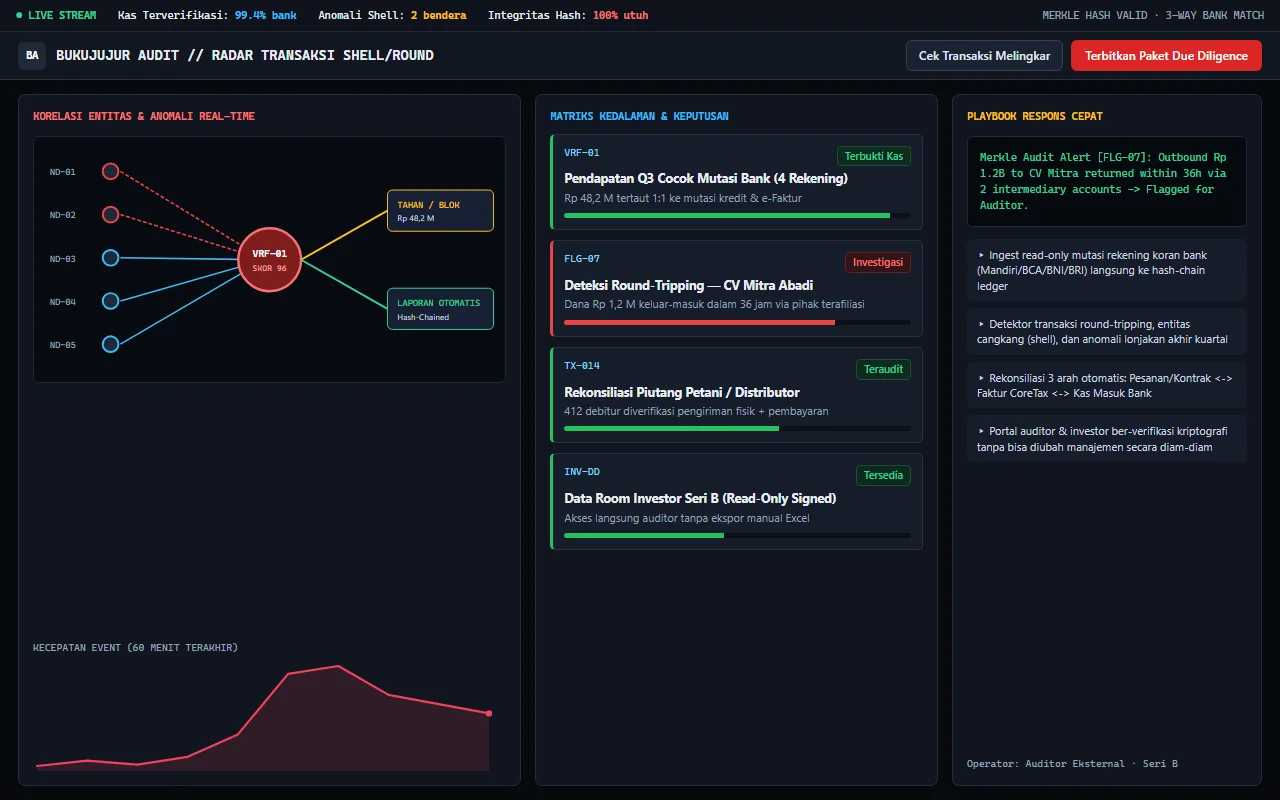 ● LIVE STREAM Kas Terverifikasi: 99.4% bank Anomali Shell: 2 bendera Integritas Hash: 100% utuh MERKLE HASH VALID · 3-WAY BANK MATCH
BA BUKUJUJUR AUDIT // RADAR TRANSAKSI SHELL/ROUND Cek Transaksi Melingkar Terbitkan Paket Due Diligence
KORELASI ENTITAS & ANOMALI REAL-TIME
ND-01
ND-02
ND-03
ND-04
ND-05
VRF-01
SKOR 96
TAHAN / BLOK
Rp 48,2 M
LAPORAN OTOMATIS
Hash-Chained
KECEPATAN EVENT (60 MENIT TERAKHIR)
MATRIKS KEDALAMAN & KEPUTUSAN
VRF-01 Terbukti Kas
Pendapatan Q3 Cocok Mutasi Bank (4 Rekening)
Rp 48,2 M tertaut 1:1 ke mutasi kredit & e-Faktur
FLG-07 Investigasi
Deteksi Round-Tripping — CV Mitra Abadi
Dana Rp 1,2 M keluar-masuk dalam 36 jam via pihak terafiliasi
TX-014 Teraudit
Rekonsiliasi Piutang Petani / Distributor
412 debitur diverifikasi pengiriman fisik + pembayaran
INV-DD Tersedia
Data Room Investor Seri B (Read-Only Signed)
Akses langsung auditor tanpa ekspor manual Excel
PLAYBOOK RESPONS CEPAT
Merkle Audit Alert [FLG-07]: Outbound Rp
1.2B to CV Mitra returned within 36h via
2 intermediary accounts -> Flagged for
Auditor.
‣ Ingest read-only mutasi rekening koran bank
(Mandiri/BCA/BNI/BRI) langsung ke hash-chain
ledger
‣ Detektor transaksi round-tripping, entitas
cangkang (shell), dan anomali lonjakan akhir kuartal
‣ Rekonsiliasi 3 arah otomatis: Pesanan/Kontrak <->
Faktur CoreTax <-> Kas Masuk Bank
‣ Portal auditor & investor ber-verifikasi kriptografi
tanpa bisa diubah manajemen secara diam-diam
Operator: Auditor Eksternal · Seri B